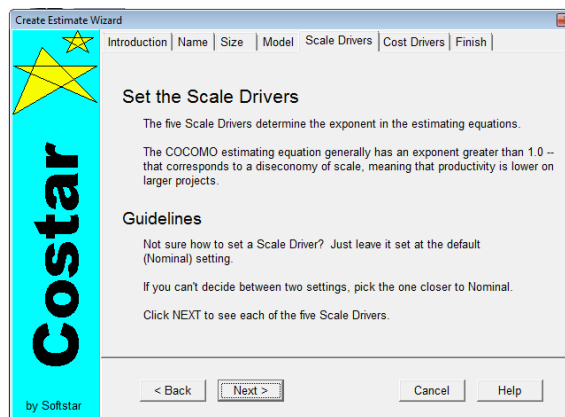 Create Estimate Wizard
Introduction Name Size Model Scale Drivers Cost Drivers Finish
Set the Scale Drivers
The five Scale Drivers determine the exponent in the estimating equations.
The COCOMO estimating equation generally has an exponent greater than 1.0 --
that corresponds to a diseconomy of scale, meaning that productivity is lower on
larger projects.
Guidelines
Not sure how to set a Scale Driver? Just leave it set at the default
(Nominal) setting.
If you can't decide between two settings, pick the one closer to Nominal.
Click NEXT to see each of the five Scale Drivers.
Costar
by Softstar
< Back
Next >
Cancel
Help